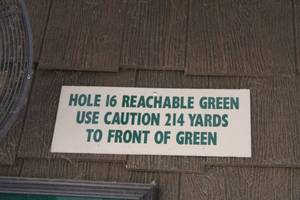 HOLE 16 REACHABLE GREEN
USE CAUTION 214 YARDS
TO FRONT OF GREEN